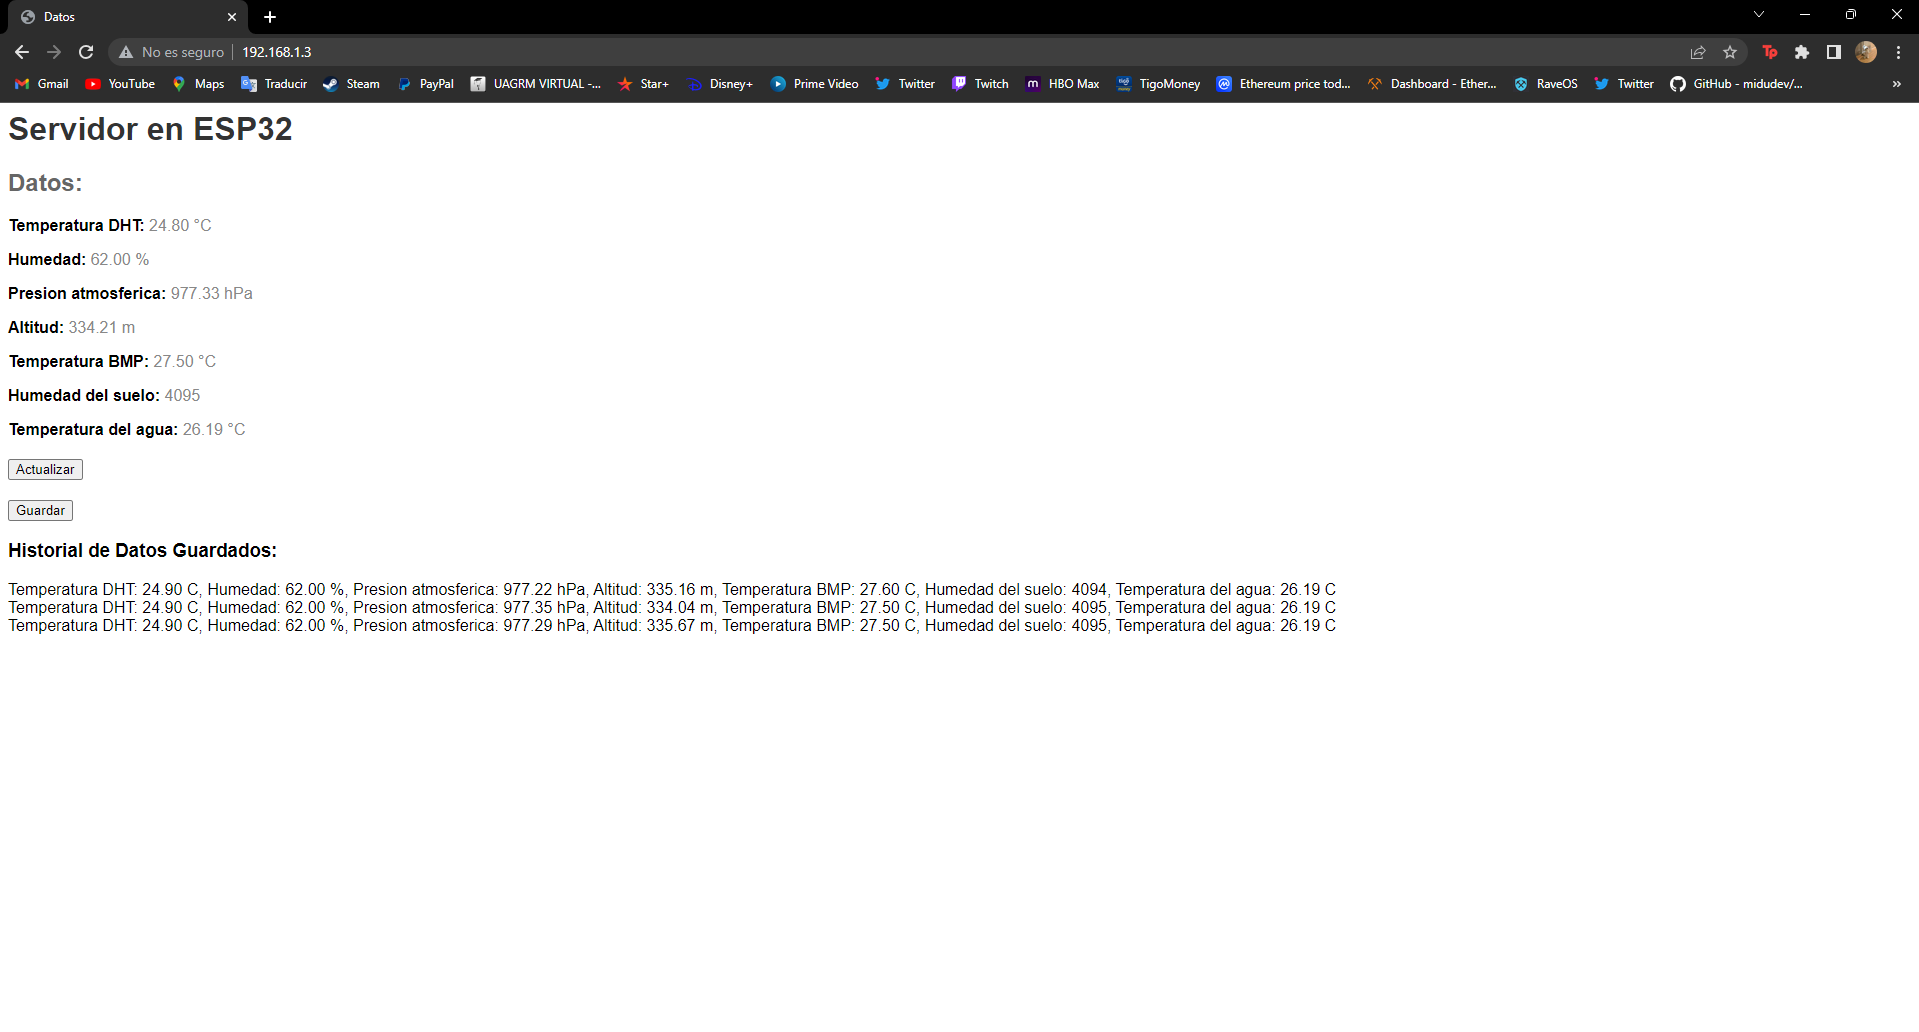 Datos
No es seguro 192.168.1.3
Gmail YouTube Maps Traducir Steam PayPal UAGRM VIRTUAL -... Star+ Disney+ Prime Video Twitter Twitch HBO Max TigoMoney Ethereum price tod... Dashboard - Ether... RaveOS Twitter GitHub - midudev/... »
Servidor en ESP32
Datos:
Temperatura DHT: 24.80 °C
Humedad: 62.00 %
Presion atmosferica: 977.33 hPa
Altitud: 334.21 m
Temperatura BMP: 27.50 °C
Humedad del suelo: 4095
Temperatura del agua: 26.19 °C
Actualizar
Guardar
Historial de Datos Guardados:
Temperatura DHT: 24.90 C, Humedad: 62.00 %, Presion atmosferica: 977.22 hPa, Altitud: 335.16 m, Temperatura BMP: 27.60 C, Humedad del suelo: 4094, Temperatura del agua: 26.19 C
Temperatura DHT: 24.90 C, Humedad: 62.00 %, Presion atmosferica: 977.35 hPa, Altitud: 334.04 m, Temperatura BMP: 27.50 C, Humedad del suelo: 4095, Temperatura del agua: 26.19 C
Temperatura DHT: 24.90 C, Humedad: 62.00 %, Presion atmosferica: 977.29 hPa, Altitud: 335.67 m, Temperatura BMP: 27.50 C, Humedad del suelo: 4095, Temperatura del agua: 26.19 C